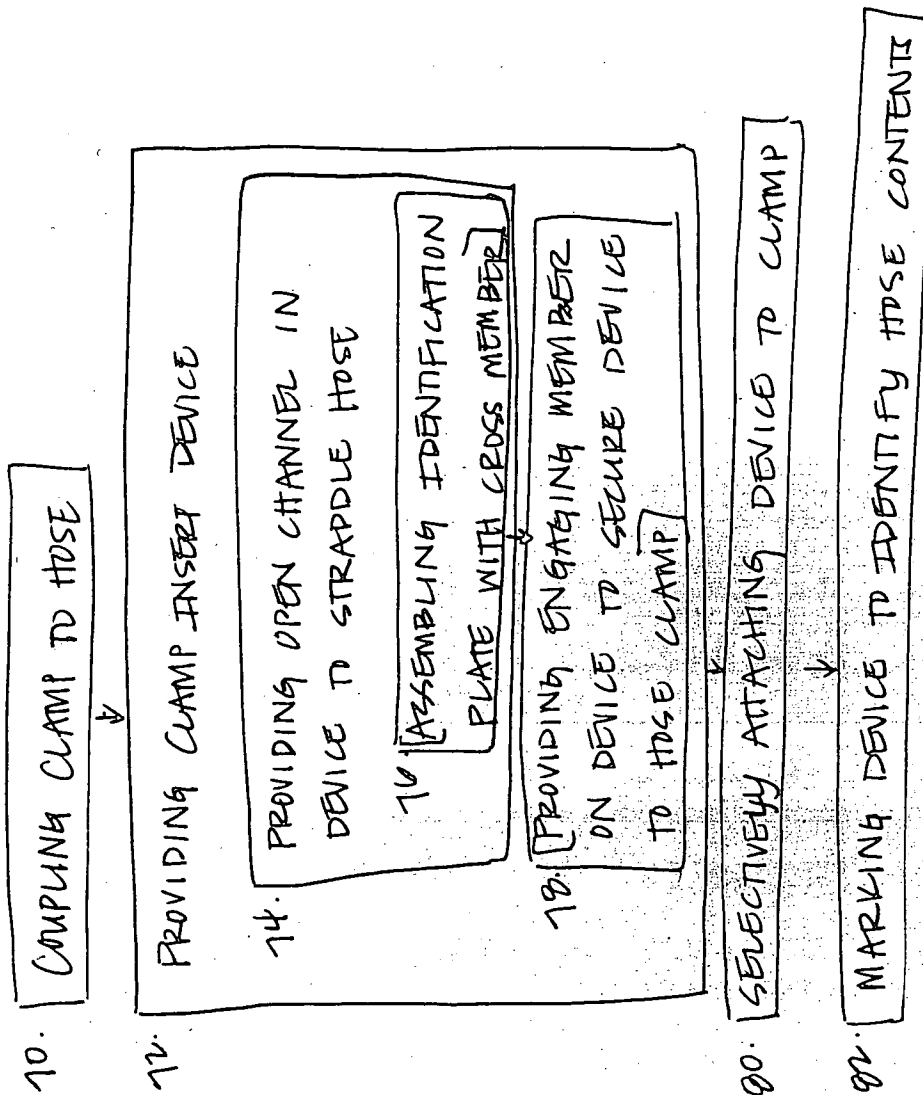 70. COUPLING CLAMP TO HOSE
72. PROVIDING CLAMP INSERT DEVICE
74. PROVIDING OPEN CHANNEL IN
DEVICE TO STRADDLE HOSE
76. ASSEMBLING IDENTIFICATION
PLATE WITH CROSS MEMBER
78. PROVIDING ENGAGING MEMBER
ON DEVICE TO SECURE DEVICE
TO HOSE CLAMP
80. SELECTIVELY ATTACHING DEVICE TO CLAMP
82. MARKING DEVICE TO IDENTIFY HOSE CONTENTS